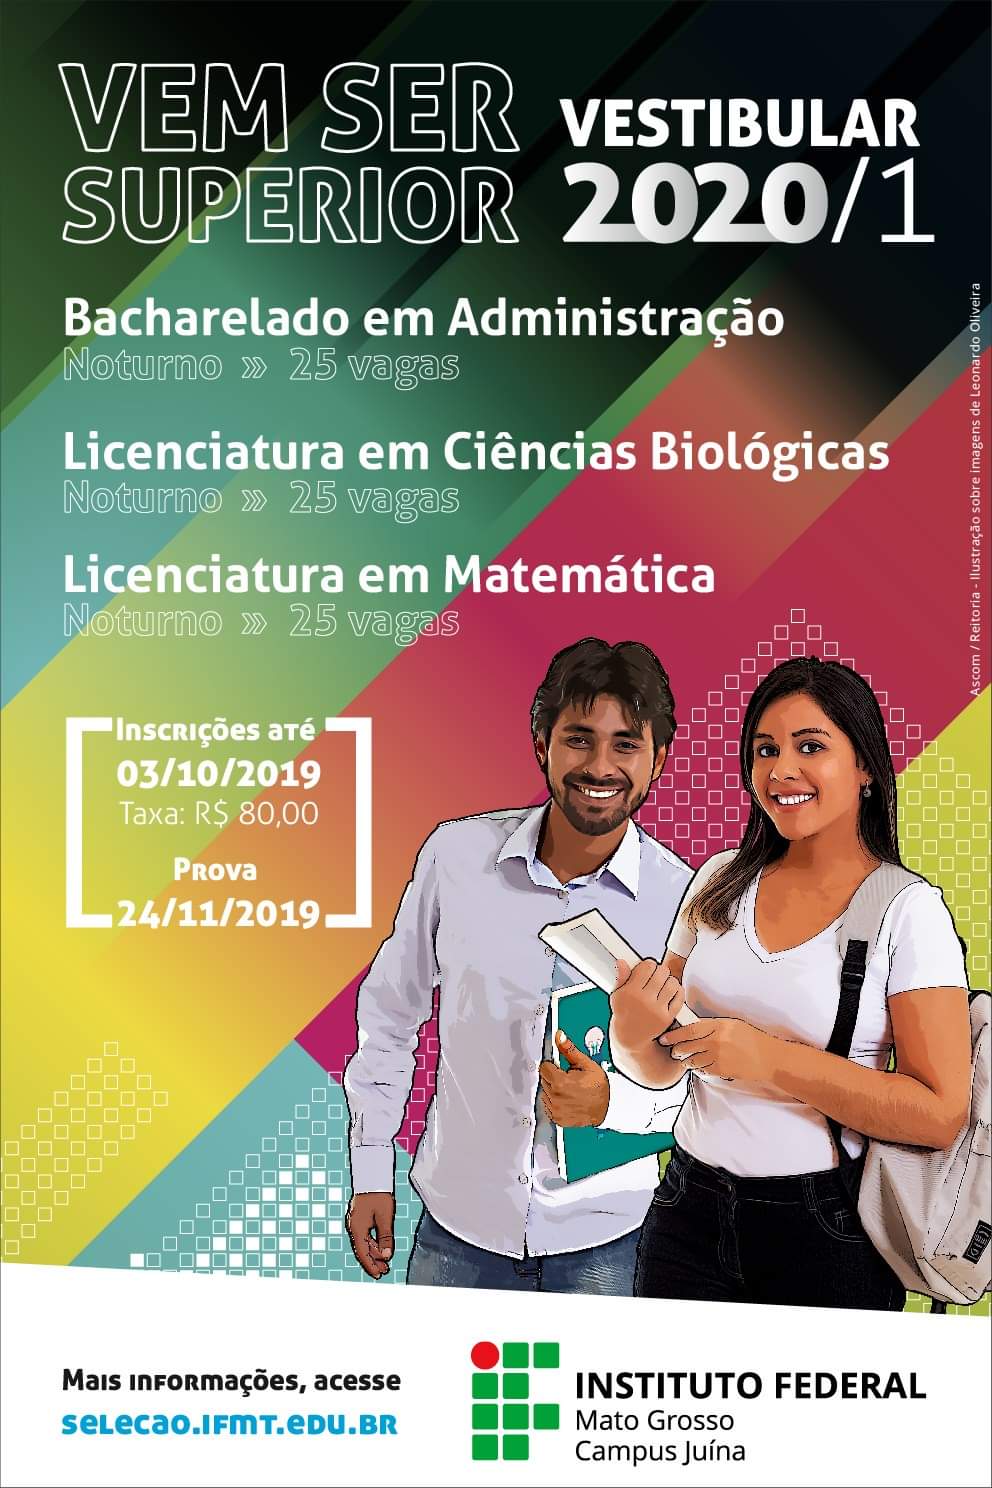 VEM SER
SUPERIOR
VESTIBULAR
2020/1
Bacharelado em Administração
Noturno » 25 vagas
Licenciatura em Ciências Biológicas
Noturno » 25 vagas
Licenciatura em Matemática
Noturno » 25 vagas
Inscrições até
03/10/2019
Taxa: R$ 80,00
Prova
24/11/2019
Ascom / Reitoria - Ilustração sobre imagens de Leonardo Oliveira
Mais informações, acesse
selecao.ifmt.edu.br
INSTITUTO FEDERAL
Mato Grosso
Campus Juína